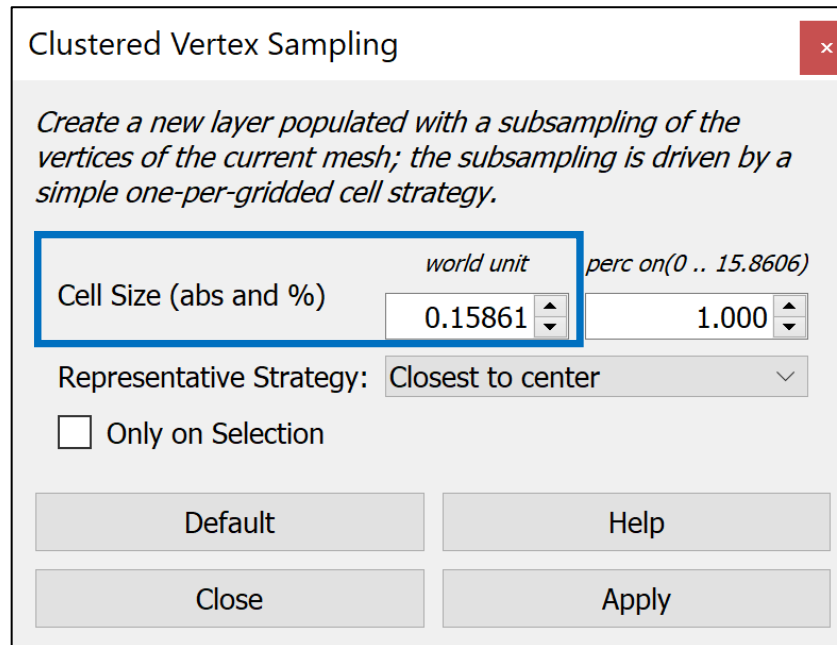 Clustered Vertex Sampling
×
Create a new layer populated with a subsampling of the
vertices of the current mesh; the subsampling is driven by a
simple one-per-gridded cell strategy.
world unit perc on(0 .. 15.8606)
Cell Size (abs and %) 0.15861 1.000
Representative Strategy: Closest to center
Only on Selection
Default Help
Close Apply